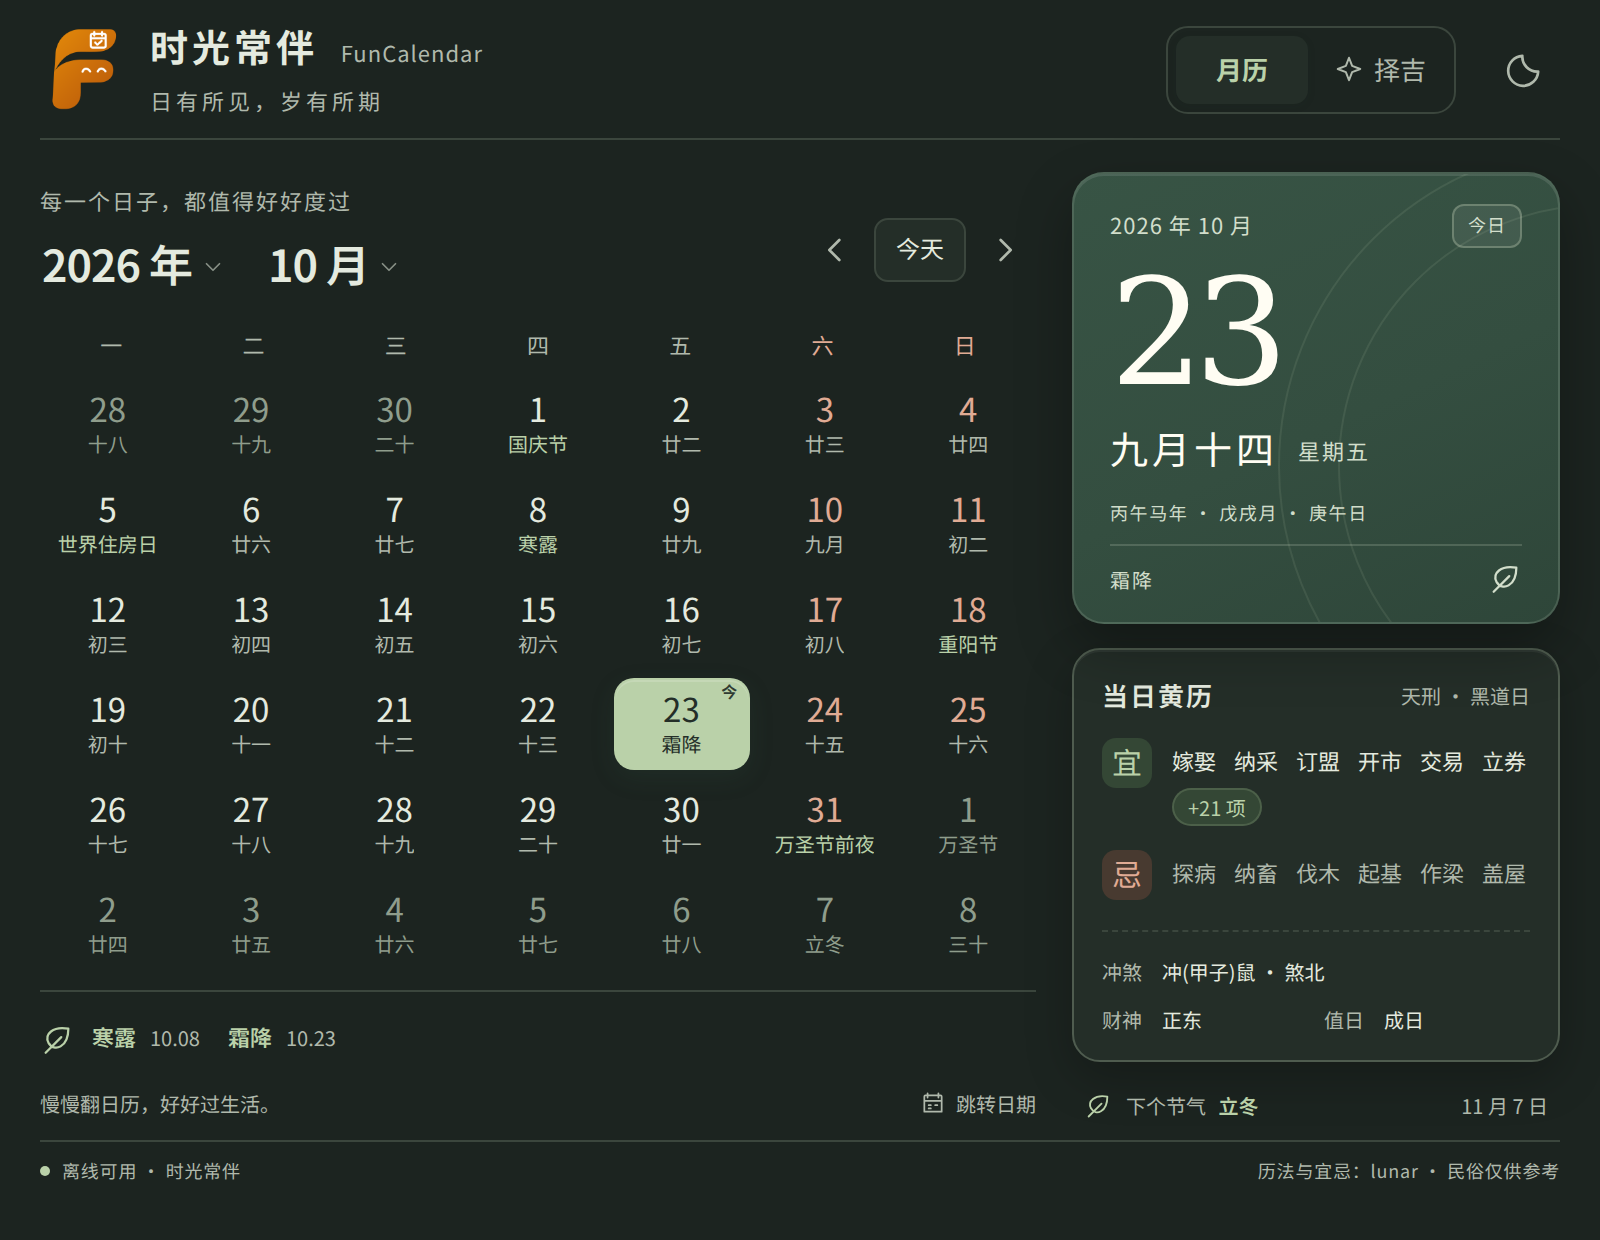 时光常伴 FunCalendar
日有所见，岁有所期
月历 择吉
每一个日子，都值得好好度过
2026 年 10 月
今天
一 二 三 四 五 六 日
28 29 30 1 2 3 4
十八 十九 二十 国庆节 廿二 廿三 廿四
5 6 7 8 9 10 11
世界住房日 廿六 廿七 寒露 廿九 九月 初二
12 13 14 15 16 17 18
初三 初四 初五 初六 初七 初八 重阳节
19 20 21 22 23 今 24 25
初十 十一 十二 十三 霜降 十五 十六
26 27 28 29 30 31 1
十七 十八 十九 二十 廿一 万圣节前夜 万圣节
2 3 4 5 6 7 8
廿四 廿五 廿六 廿七 廿八 立冬 三十
寒露 10.08 霜降 10.23
慢慢翻日历，好好过生活。 跳转日期
2026 年 10 月 今日
23
九月十四 星期五
丙午马年 · 戊戌月 · 庚午日
霜降
当日黄历 天刑 · 黑道日
宜 嫁娶 纳采 订盟 开市 交易 立券
+21 项
忌 探病 纳畜 伐木 起基 作梁 盖屋
冲煞 冲(甲子)鼠 · 煞北
财神 正东 值日 成日
下个节气 立冬 11 月 7 日
离线可用 · 时光常伴
历法与宜忌：lunar · 民俗仅供参考